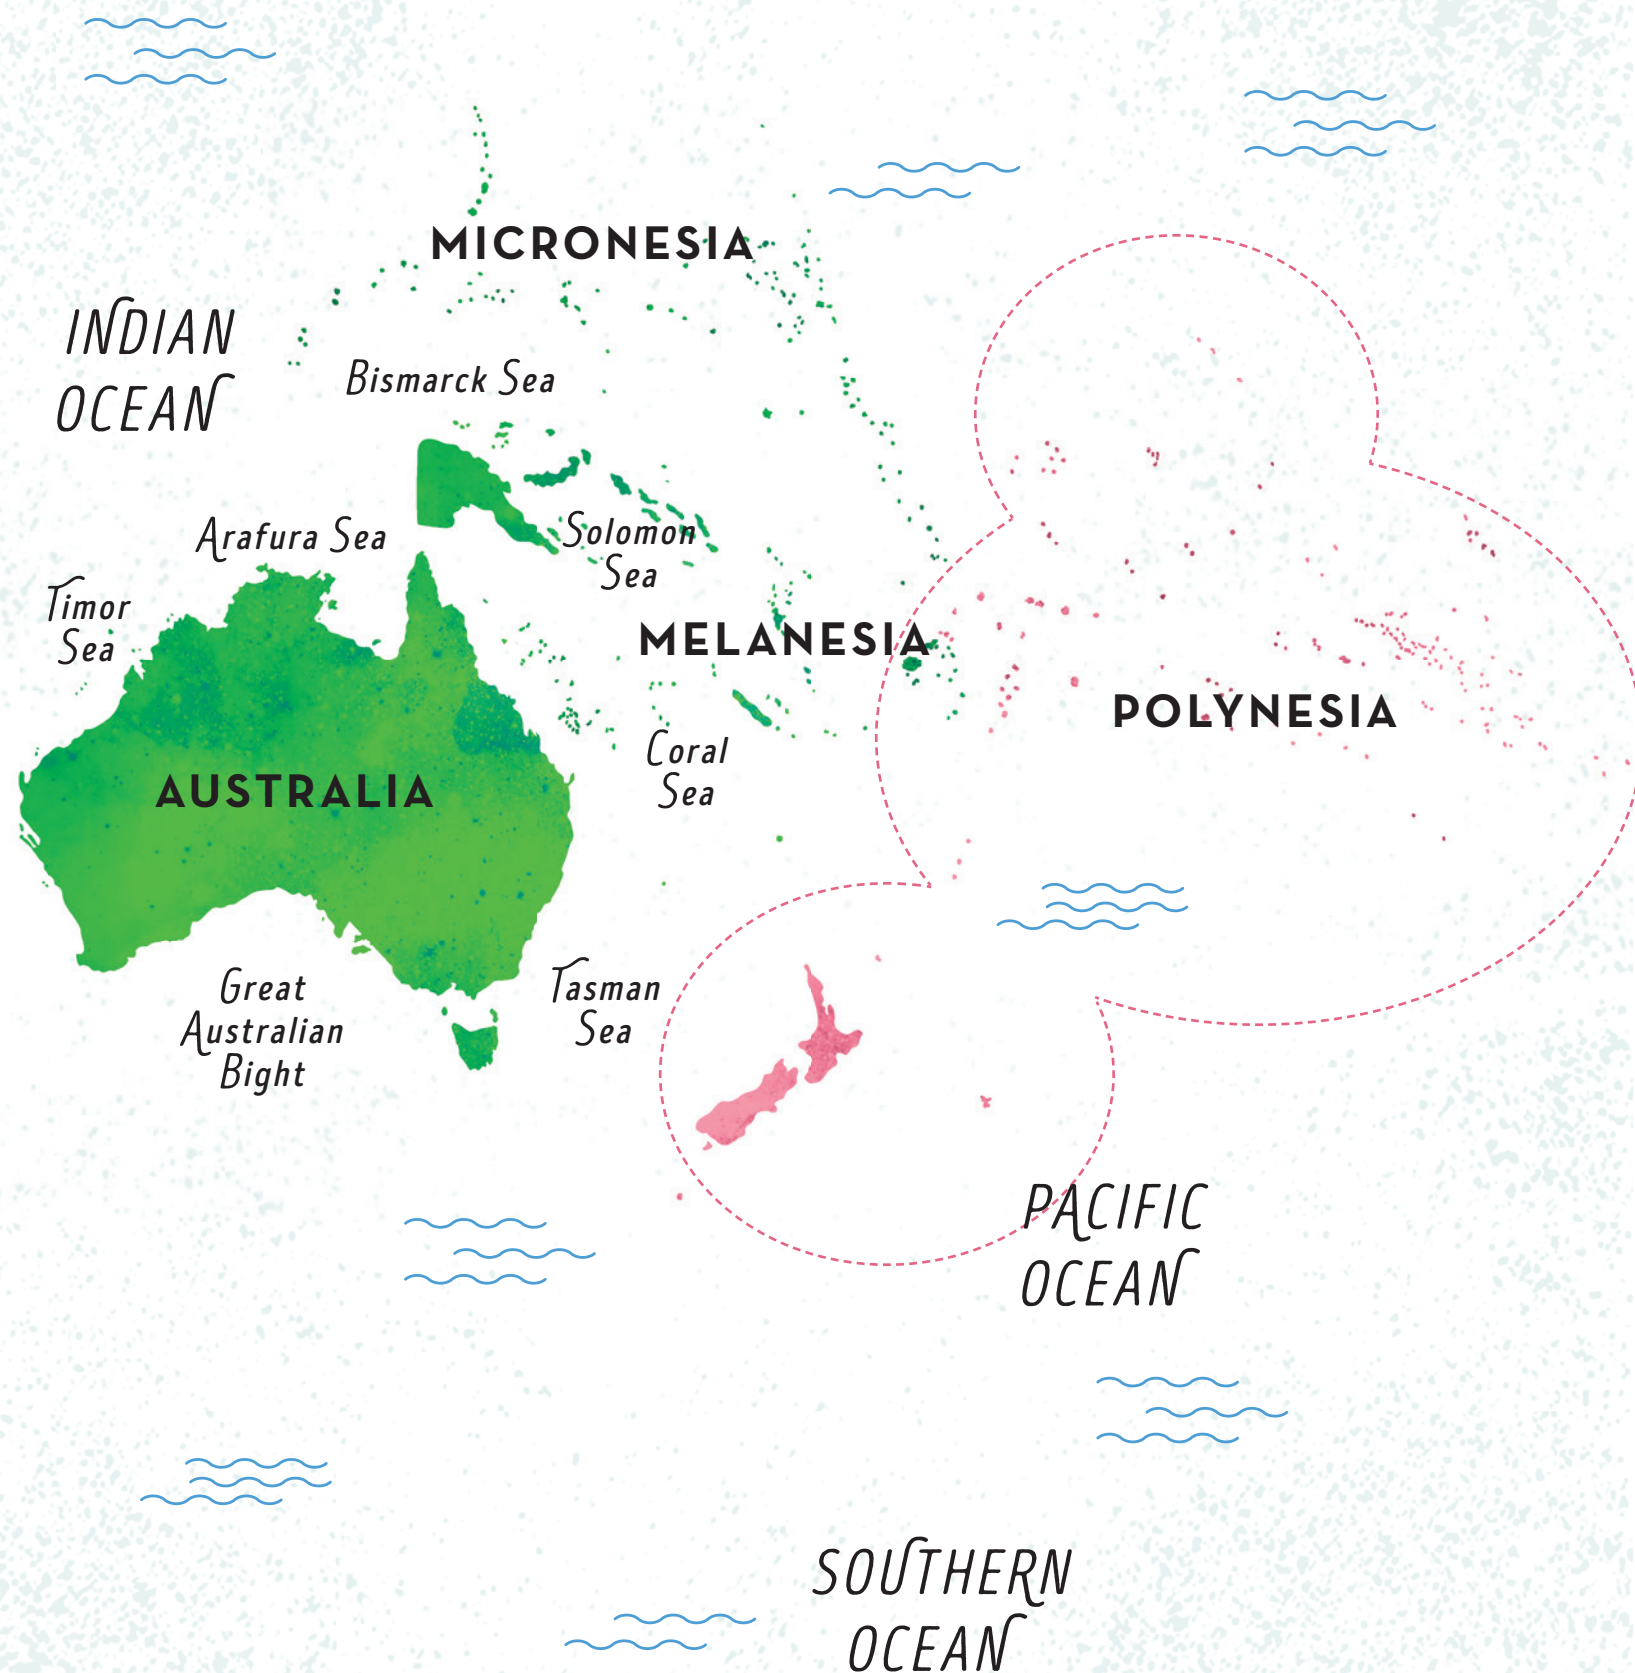 MICRONESIA
INDIAN
OCEAN
Bismarck Sea
Arafura Sea
Solomon
Sea
Timor
Sea
MELANESIA
POLYNESIA
Coral
Sea
AUSTRALIA
Great
Australian
Bight
Tasman
Sea
PACIFIC
OCEAN
SOUTHERN
OCEAN